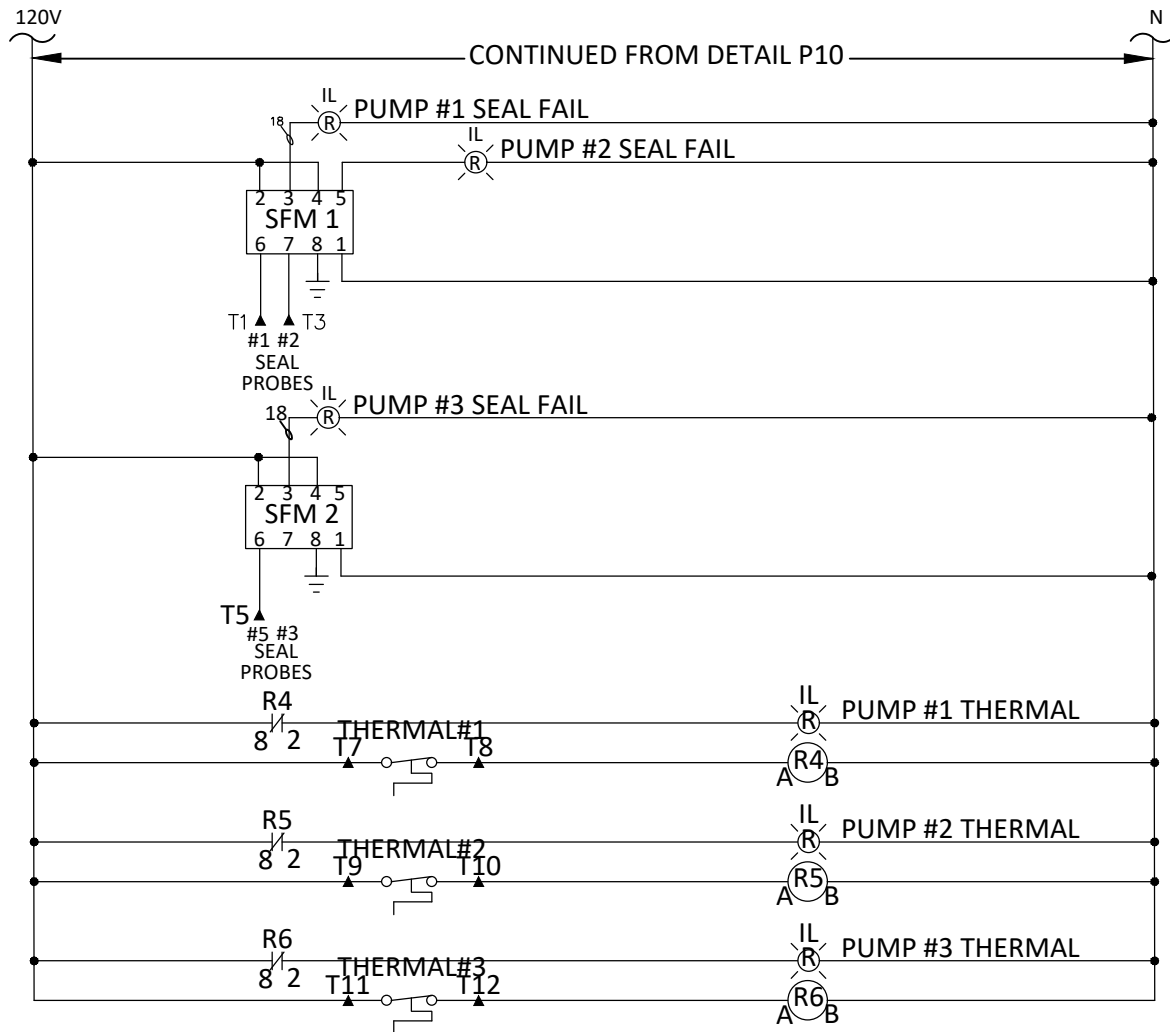 120V N
CONTINUED FROM DETAIL P10
IL
PUMP #1 SEAL FAIL
18
R
IL
PUMP #2 SEAL FAIL
R
2 3 4 5
SFM 1
6 7 8 1
T1 T3
#1 #2
SEAL
PROBES
IL
PUMP #3 SEAL FAIL
18
R
2 3 4 5
SFM 2
6 7 8 1
T5
#5 #3
SEAL
PROBES
R4
IL
PUMP #1 THERMAL
R
8 2
THERMAL#1
T7 T8
R4
A B
R5
IL
PUMP #2 THERMAL
R
8 2
THERMAL#2
T9 T10
R5
A B
R6
IL
PUMP #3 THERMAL
R
8 2
THERMAL#3
T11 T12
R6
A B